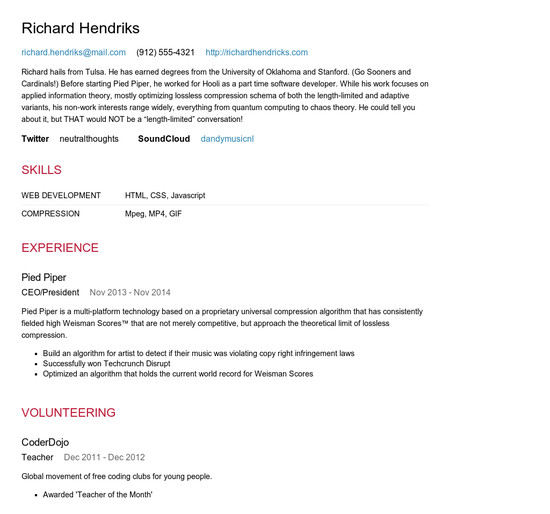 Richard Hendriks
richard.hendriks@mail.com (912) 555-4321 http://richardhendricks.com
Richard hails from Tulsa. He has earned degrees from the University of Oklahoma and Stanford. (Go Sooners and
Cardinals!) Before starting Pied Piper, he worked for Hooli as a part time software developer. While his work focuses
on applied information theory, mostly optimizing lossless compression schema of both the length-limited and adaptive
variants, his non-work interests range widely, everything from quantum computing to chaos theory. He could tell you
about it, but THAT would NOT be a “length-limited” conversation!
Twitter neutralthoughts SoundCloud dandymusicnl
SKILLS
WEB DEVELOPMENT HTML, CSS, Javascript
COMPRESSION Mpeg, MP4, GIF
EXPERIENCE
Pied Piper
CEO/President Nov 2013 - Nov 2014
Pied Piper is a multi-platform technology based on a proprietary universal compression algorithm that has consistently
fielded high Weisman Scores™ that are not merely competitive, but approach the theoretical limit of lossless
compression.
• Build an algorithm for artist to detect if their music was violating copy right infringement laws
• Successfully won Techcrunch Disrupt
• Optimized an algorithm that holds the current world record for Weisman Scores
VOLUNTEERING
CoderDojo
Teacher Dec 2011 - Dec 2012
Global movement of free coding clubs for young people.
• Awarded 'Teacher of the Month'